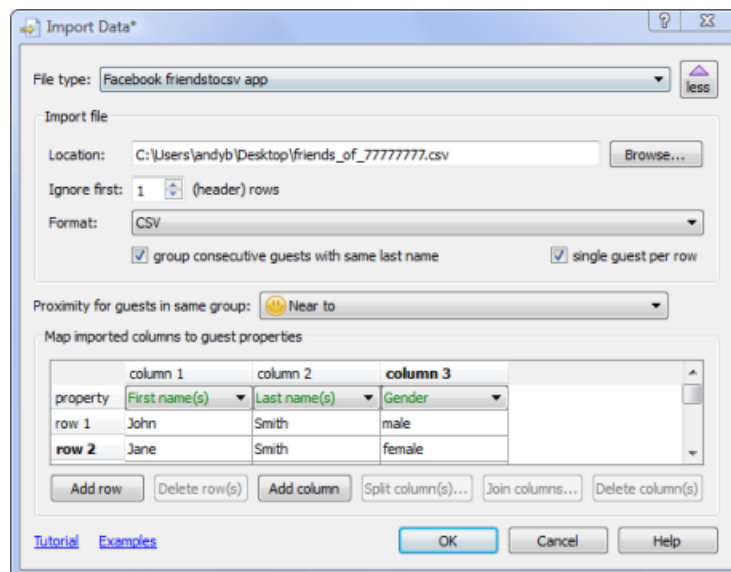 Import Data*
File type: Facebook friendstocsv app
less
Import file
Location: C:\Users\andyb\Desktop\friends_of_77777777.csv Browse...
Ignore first: 1 (header) rows
Format: CSV
group consecutive guests with same last name single guest per row
Proximity for guests in same group: Near to
Map imported columns to guest properties
column 1 column 2 column 3
property First name(s) Last name(s) Gender
row 1 John Smith male
row 2 Jane Smith female
Add row Delete row(s) Add column Split column(s)... Join columns... Delete column(s)
Tutorial Examples OK Cancel Help